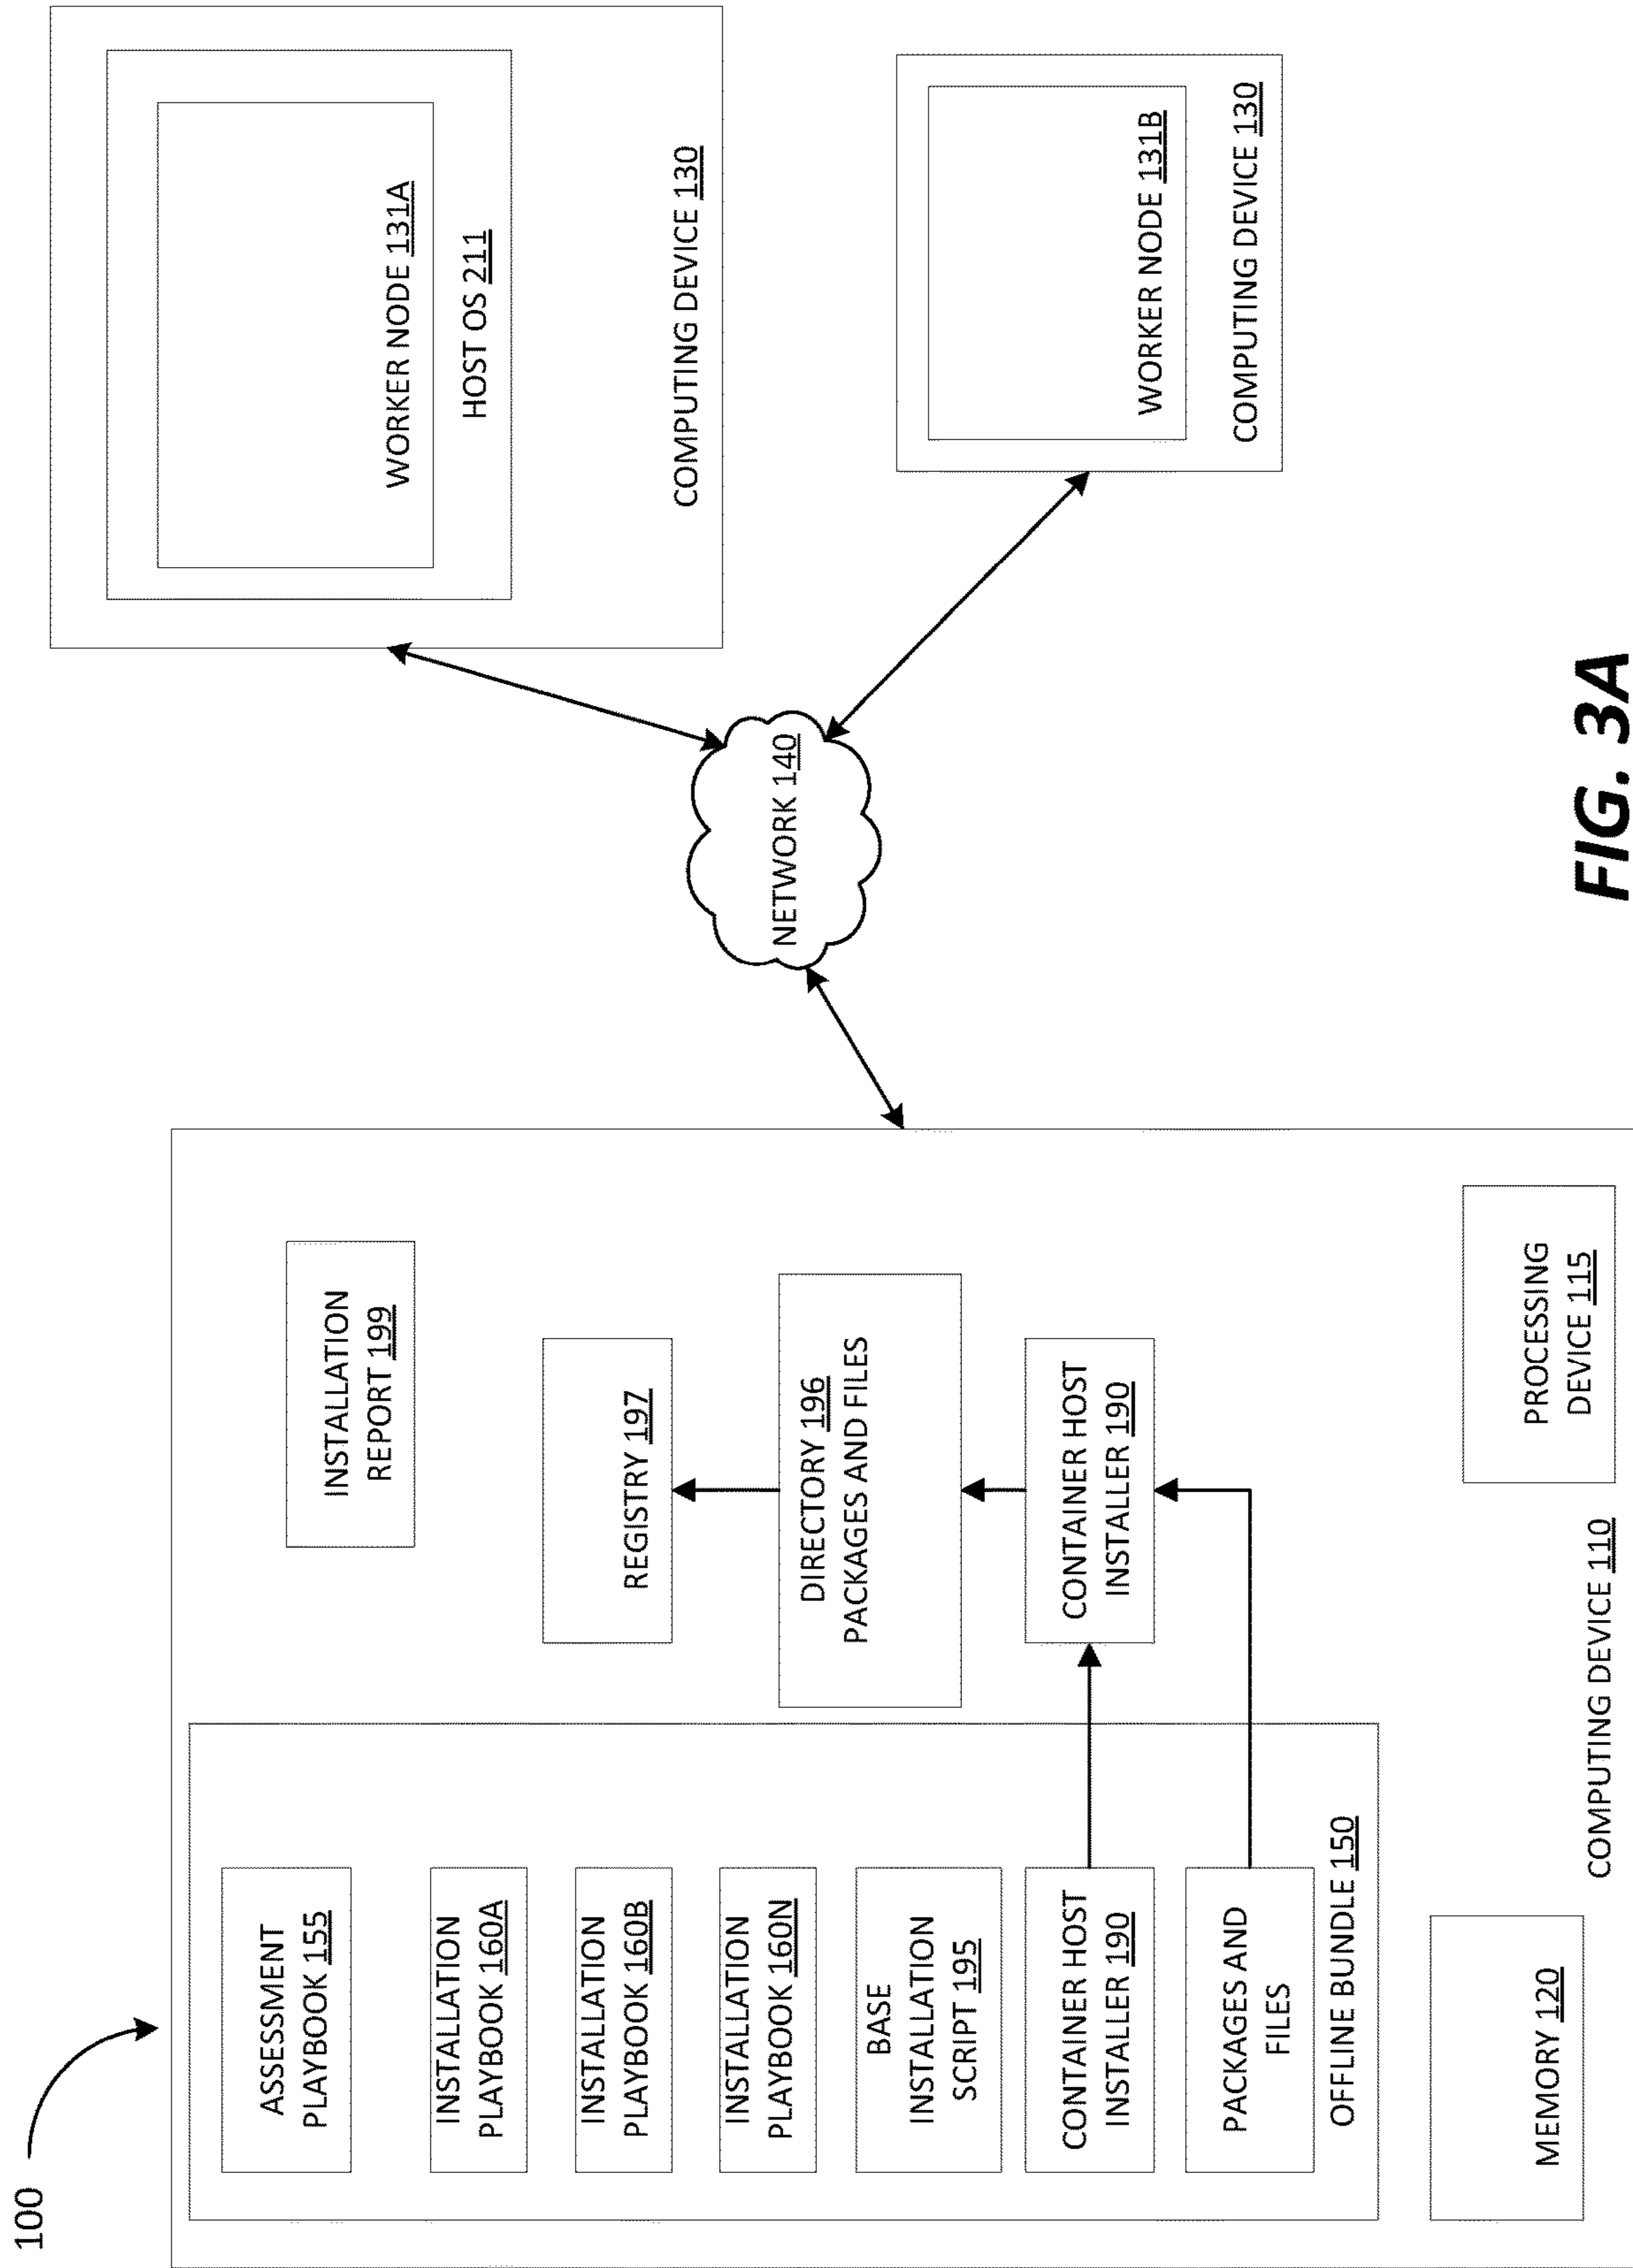 100
ASSESSMENT
PLAYBOOK 155
INSTALLATION
PLAYBOOK 160A
INSTALLATION
PLAYBOOK 160B
INSTALLATION
PLAYBOOK 160N
BASE
INSTALLATION
SCRIPT 195
CONTAINER HOST
INSTALLER 190
PACKAGES AND
FILES
OFFLINE BUNDLE 150
MEMORY 120
INSTALLATION
REPORT 199
REGISTRY 197
DIRECTORY 196
PACKAGES AND FILES
CONTAINER HOST
INSTALLER 190
PROCESSING
DEVICE 115
COMPUTING DEVICE 110
NETWORK 140
WORKER NODE 131A
HOST OS 211
COMPUTING DEVICE 130
WORKER NODE 131B
COMPUTING DEVICE 130
FIG. 3A